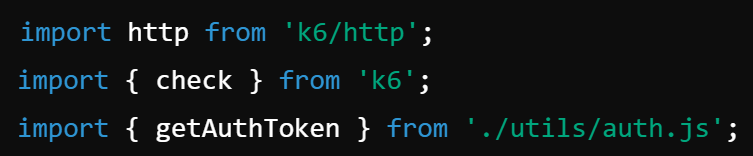 import http from 'k6/http';
import { check } from 'k6';
import { getAuthToken } from './utils/auth.js';